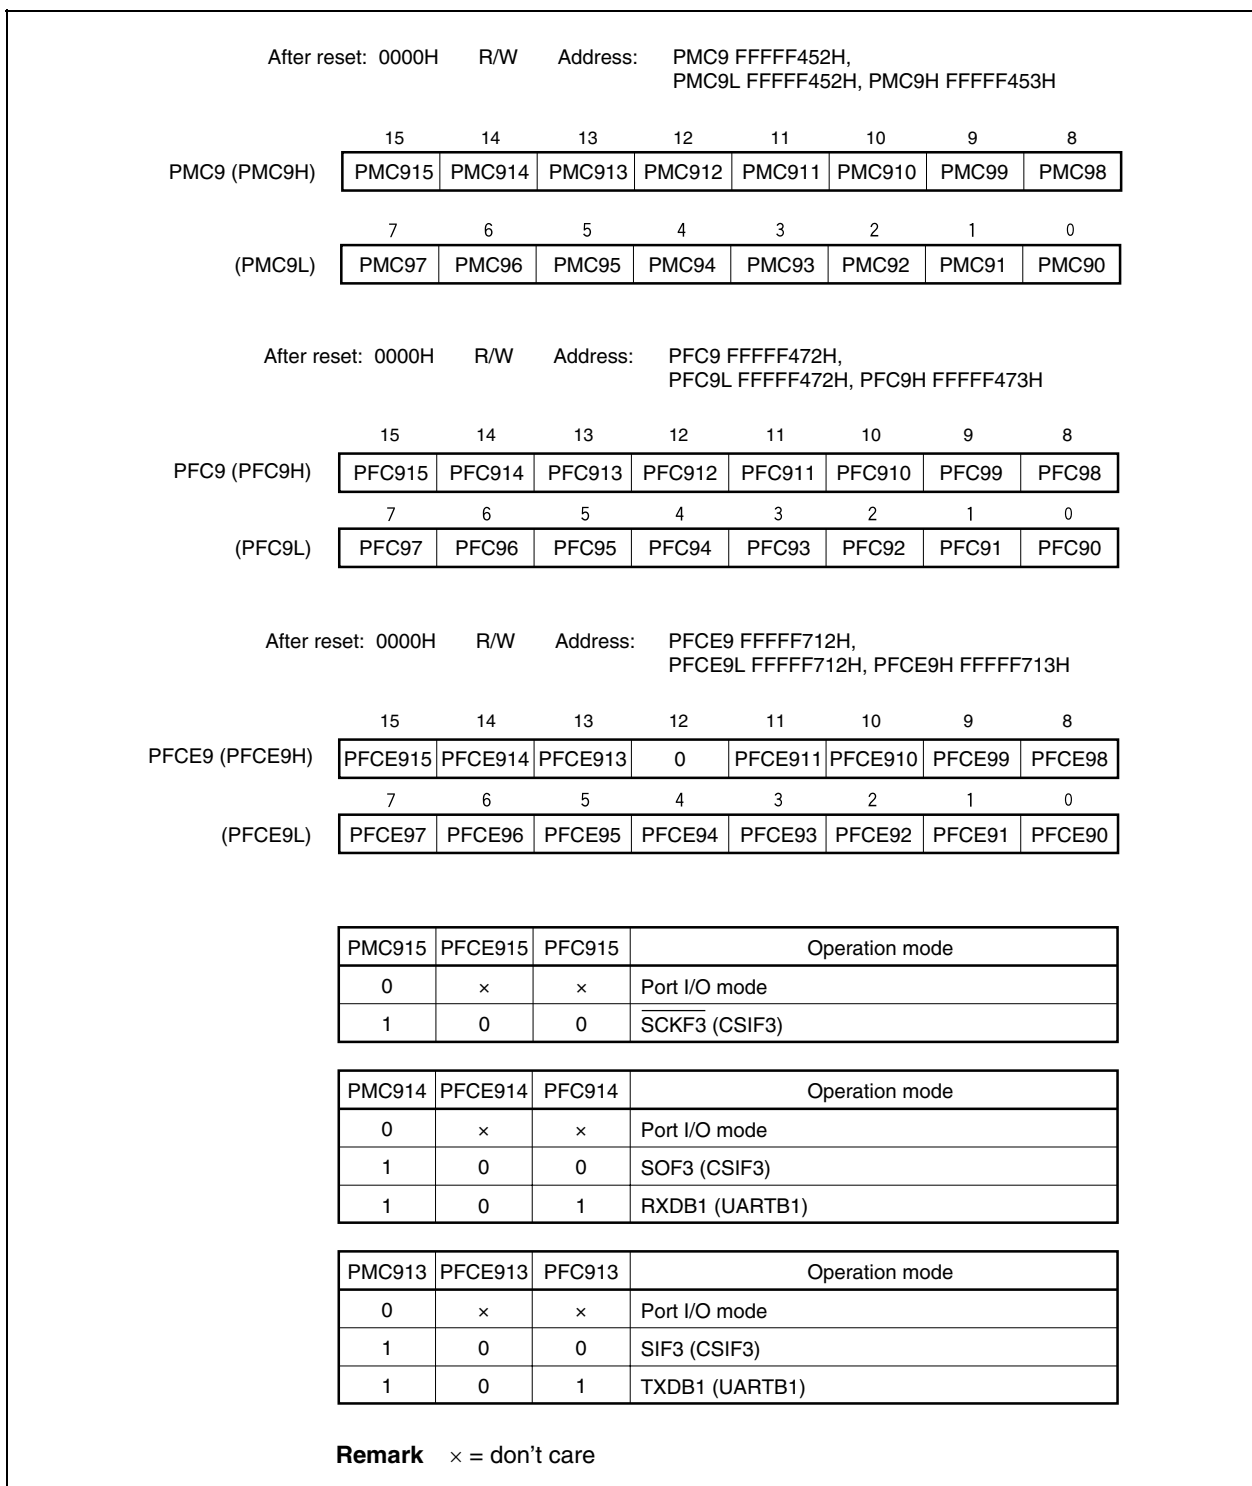 After reset: 0000H R/W Address: PMC9 FFFFF452H,
PMC9L FFFFF452H, PMC9H FFFFF453H
15 14 13 12 11 10 9 8
PMC9 (PMC9H) PMC915 PMC914 PMC913 PMC912 PMC911 PMC910 PMC99 PMC98
7 6 5 4 3 2 1 0
(PMC9L) PMC97 PMC96 PMC95 PMC94 PMC93 PMC92 PMC91 PMC90
After reset: 0000H R/W Address: PFC9 FFFFF472H,
PFC9L FFFFF472H, PFC9H FFFFF473H
15 14 13 12 11 10 9 8
PFC9 (PFC9H) PFC915 PFC914 PFC913 PFC912 PFC911 PFC910 PFC99 PFC98
7 6 5 4 3 2 1 0
(PFC9L) PFC97 PFC96 PFC95 PFC94 PFC93 PFC92 PFC91 PFC90
After reset: 0000H R/W Address: PFCE9 FFFFF712H,
PFCE9L FFFFF712H, PFCE9H FFFFF713H
15 14 13 12 11 10 9 8
PFCE9 (PFCE9H) PFCE915 PFCE914 PFCE913 0 PFCE911 PFCE910 PFCE99 PFCE98
7 6 5 4 3 2 1 0
(PFCE9L) PFCE97 PFCE96 PFCE95 PFCE94 PFCE93 PFCE92 PFCE91 PFCE90
PMC915 PFCE915 PFC915 Operation mode
0 × × Port I/O mode
1 0 0 S̅C̅K̅F̅3̅ (CSIF3)
PMC914 PFCE914 PFC914 Operation mode
0 × × Port I/O mode
1 0 0 SOF3 (CSIF3)
1 0 1 RXDB1 (UARTB1)
PMC913 PFCE913 PFC913 Operation mode
0 × × Port I/O mode
1 0 0 SIF3 (CSIF3)
1 0 1 TXDB1 (UARTB1)
Remark × = don't care